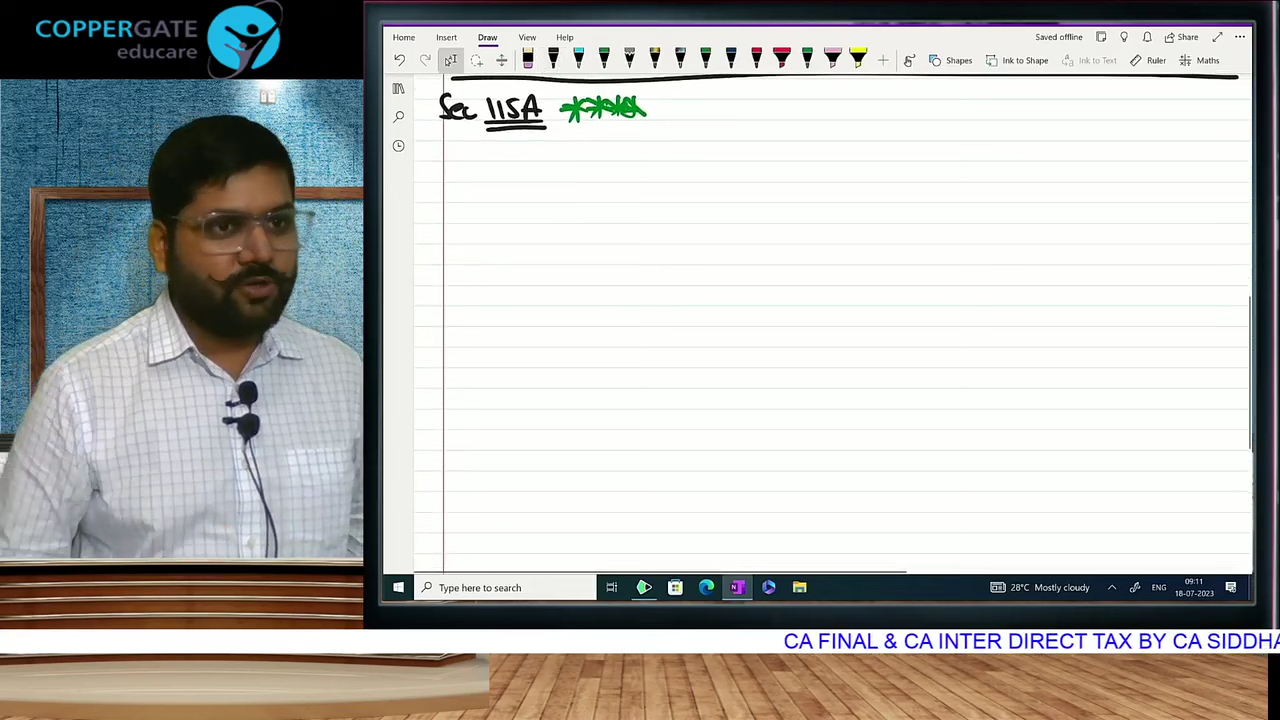 COPPERGATE
educare
Home Insert Draw View Help
Saved offline
Share
Shapes
Ink to Shape
Ink to Text
Ruler
Maths
Sec 115A ****
Type here to search
28°C Mostly cloudy
ENG
09:11
18-07-2023
CA FINAL & CA INTER DIRECT TAX BY CA SIDDHA